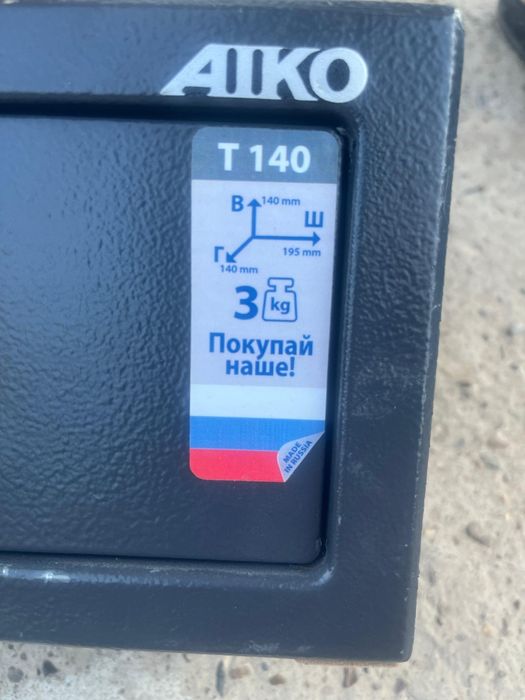 AIKO
T 140
В 140 mm
Ш
195 mm
Г
140 mm
3 kg
Покупай
наше!
MADE
IN RUSSIA